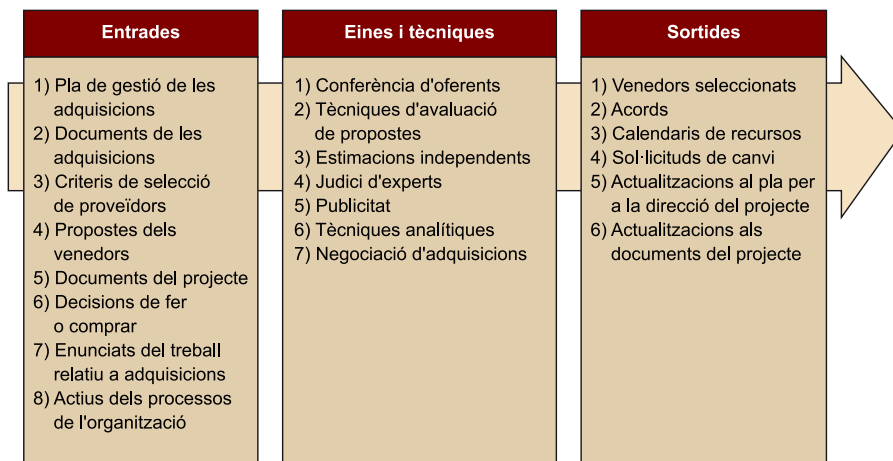 Entrades
1) Pla de gestió de les
adquisicions
2) Documents de les
adquisicions
3) Criteris de selecció
de proveïdors
4) Propostes dels
venedors
5) Documents del projecte
6) Decisions de fer
o comprar
7) Enunciats del treball
relatiu a adquisicions
8) Actius dels processos
de l'organització
Eines i tècniques
1) Conferència d'oferents
2) Tècniques d'avaluació
de propostes
3) Estimacions independents
4) Judici d'experts
5) Publicitat
6) Tècniques analítiques
7) Negociació d'adquisicions
Sortides
1) Venedors seleccionats
2) Acords
3) Calendaris de recursos
4) Sol·licituds de canvi
5) Actualitzacions al pla per
a la direcció del projecte
6) Actualitzacions als
documents del projecte